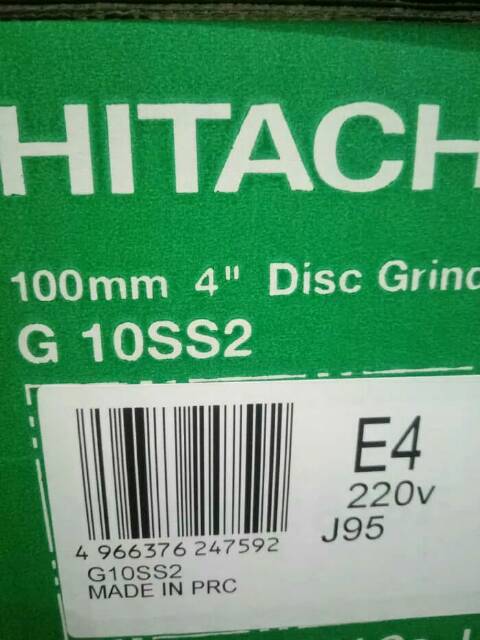 HITACH
100mm 4" Disc Grind
G 10SS2
E4
220v
J95
4 966376 247592
G10SS2
MADE IN PRC